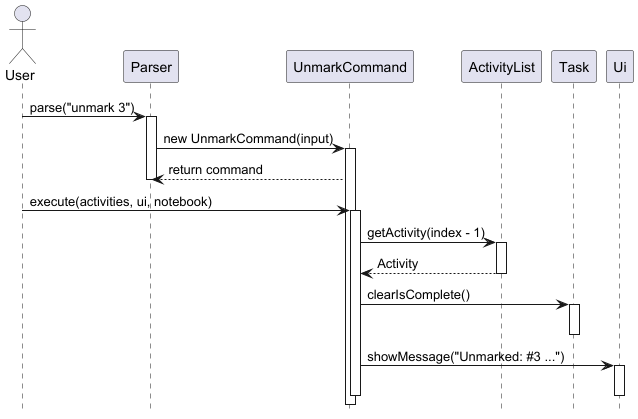 User
Parser
UnmarkCommand
ActivityList
Task
Ui
parse("unmark 3")
new UnmarkCommand(input)
return command
execute(activities, ui, notebook)
getActivity(index - 1)
Activity
clearIsComplete()
showMessage("Unmarked: #3 ...")